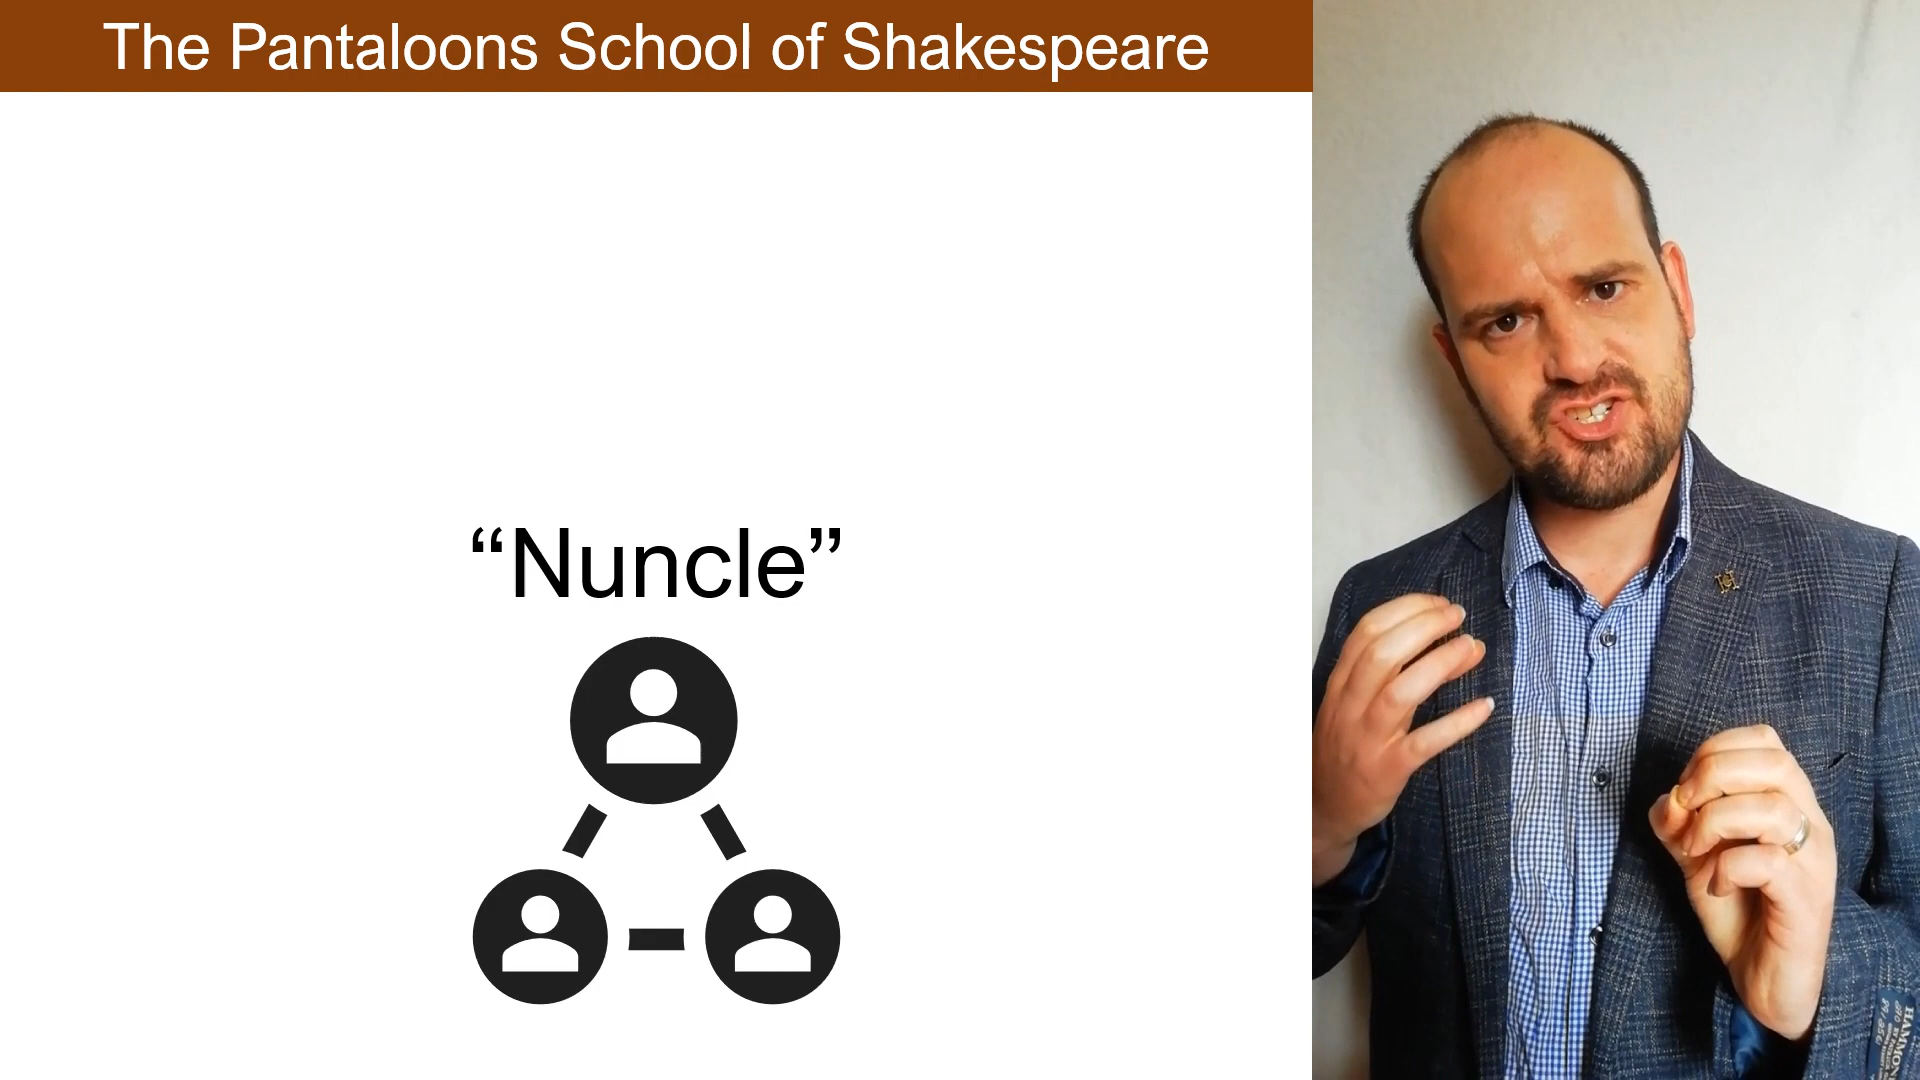 The Pantaloons School of Shakespeare
“Nuncle”